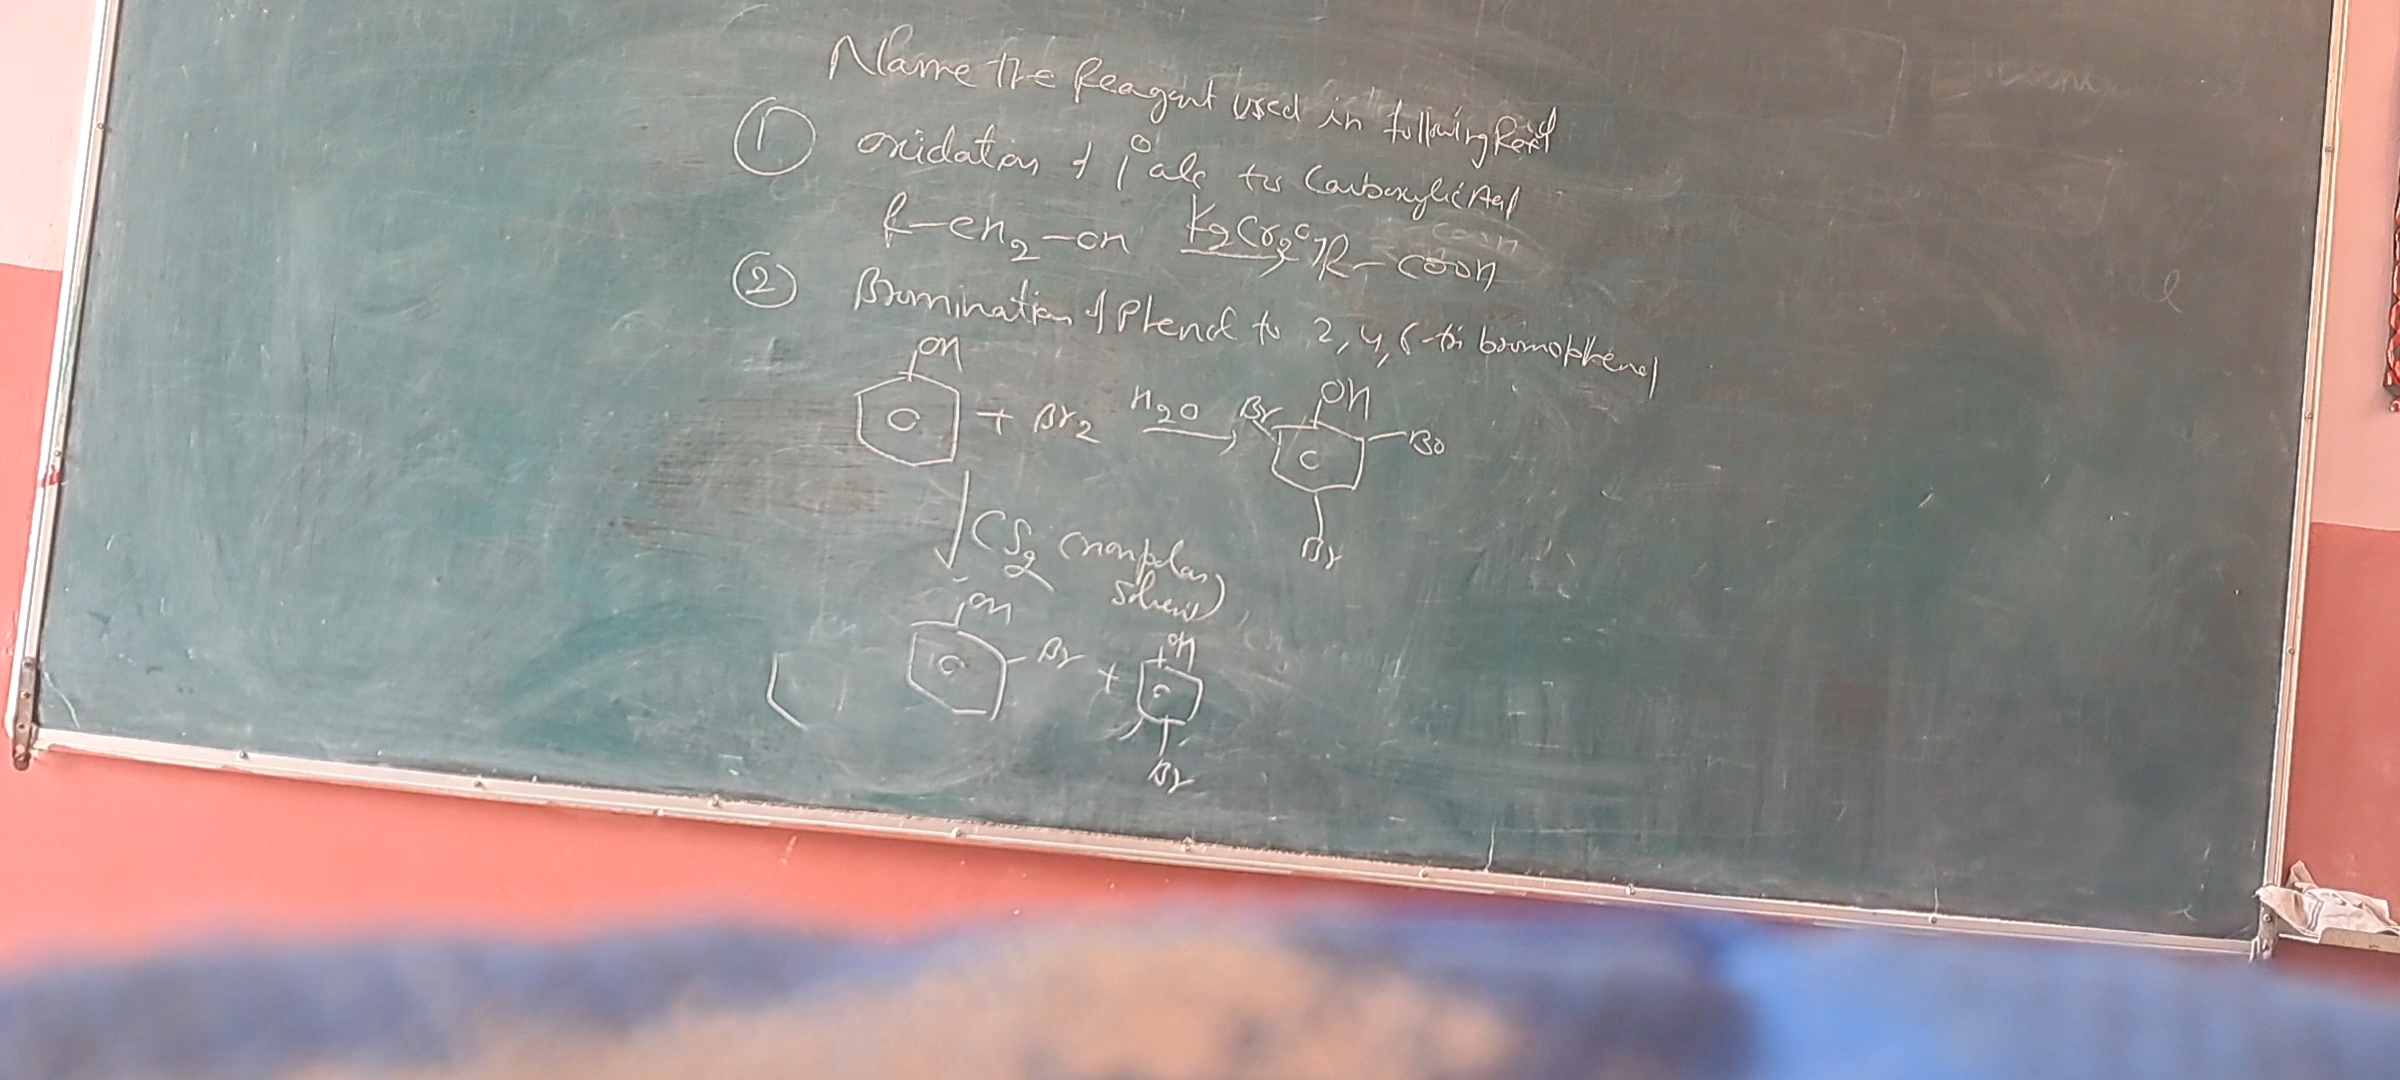 Name the Reagent used in following React
① oxidation of 1° alc to Carboxylic Acid
R-CH2-OH K2Cr2O7 R-COOH
② Bromination of Phenol to 2,4,6-tri bromophenol
OH
+ Br2 H2O Br OH Br
Br
CS2 (nonpolar
solvent)
OH
Br + OH
Br